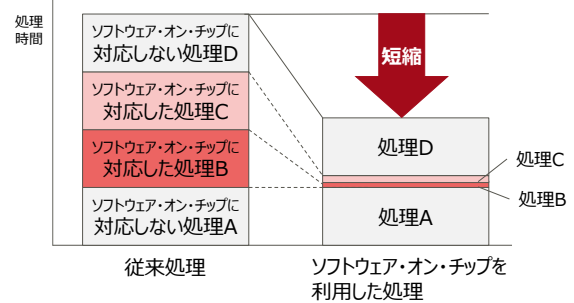 処理
時間
ソフトウェア・オン・チップに
対応しない処理D
ソフトウェア・オン・チップに
対応した処理C
ソフトウェア・オン・チップに
対応した処理B
ソフトウェア・オン・チップに
対応しない処理A
従来処理
短縮
処理D
処理C
処理B
処理A
ソフトウェア・オン・チップを
利用した処理